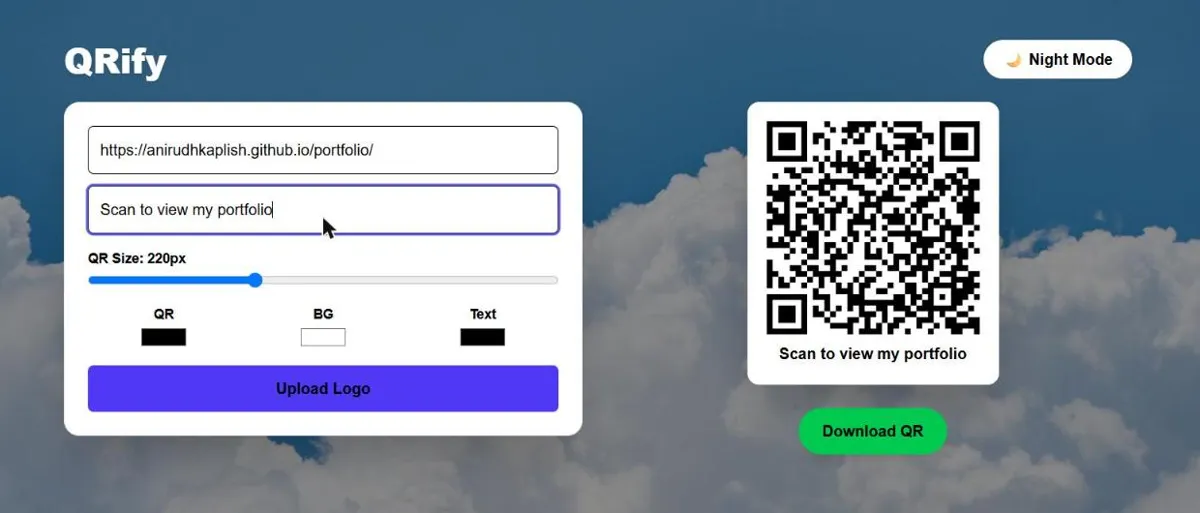 QRify
🌙 Night Mode
https://anirudhkaplish.github.io/portfolio/
Scan to view my portfolio
QR Size: 220px
QR BG Text
Upload Logo
Scan to view my portfolio
Download QR